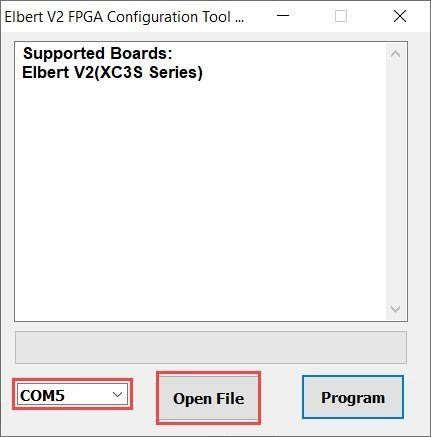 Elbert V2 FPGA Configuration Tool ...
Supported Boards:
Elbert V2(XC3S Series)
COM5
Open File
Program